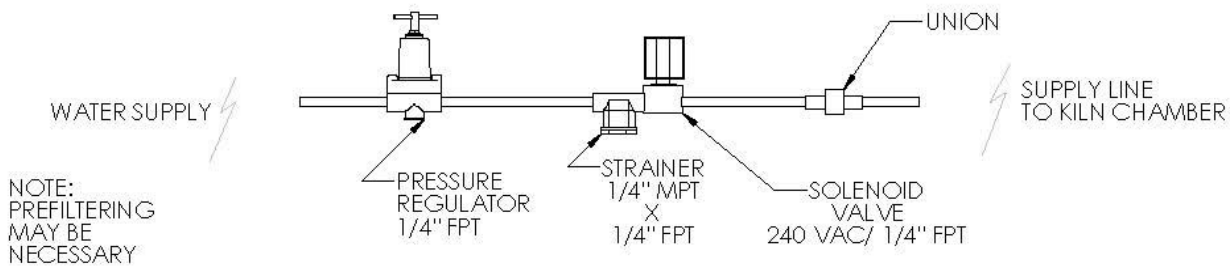 UNION
WATER SUPPLY
SUPPLY LINE
TO KILN CHAMBER
NOTE:
PREFILTERING
MAY BE
NECESSARY
PRESSURE
REGULATOR
1/4" FPT
STRAINER
1/4" MPT
X
1/4" FPT
SOLENOID
VALVE
240 VAC/ 1/4" FPT